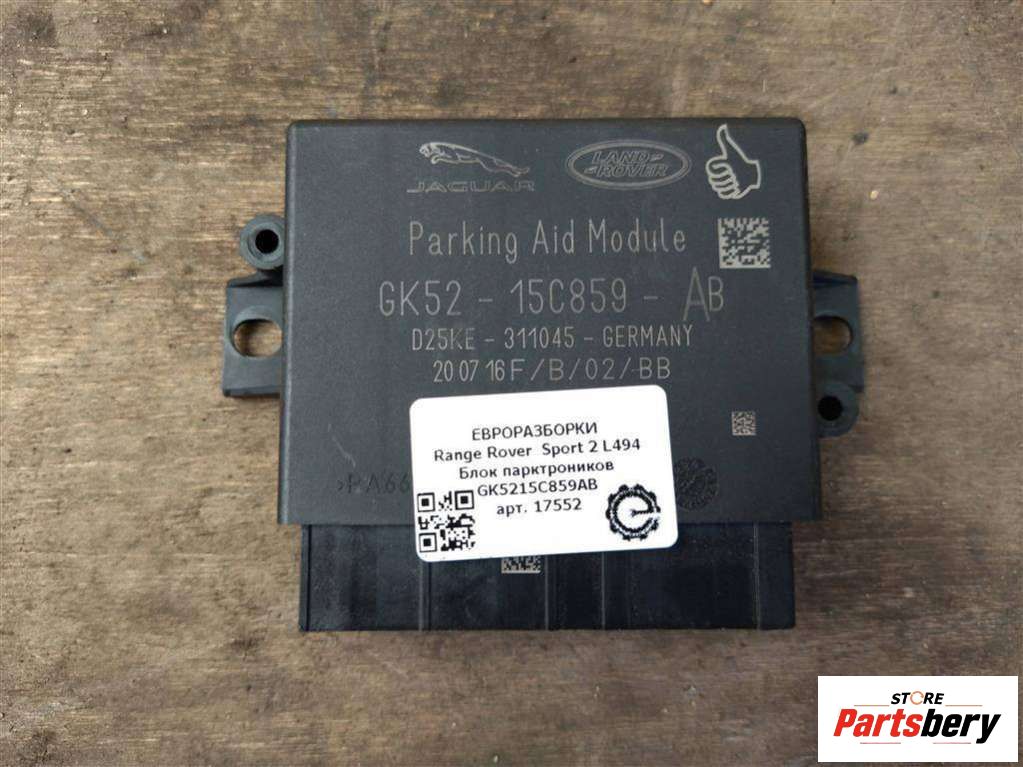 JAGUAR
LAND
ROVER
Parking Aid Module
GK52 - 15C859 - AB
D25KE - 311045 - GERMANY
20 07 16 F/B/02/BB
ЕВРОРАЗБОРКИ
Range Rover Sport 2 L494
Блок парктроников
GK5215C859AB
арт. 17552
>PA66
STORE
Partsbery